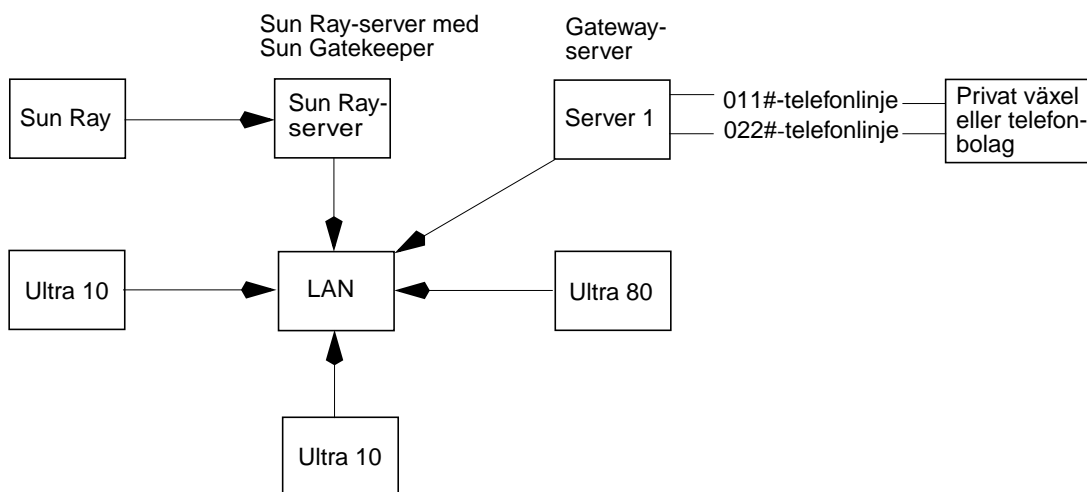 Sun Ray-server med
Sun Gatekeeper
Gateway-
server
Sun Ray
Sun Ray-
server
Server 1
011#-telefonlinje
022#-telefonlinje
Privat växel
eller telefon-
bolag
Ultra 10
LAN
Ultra 80
Ultra 10